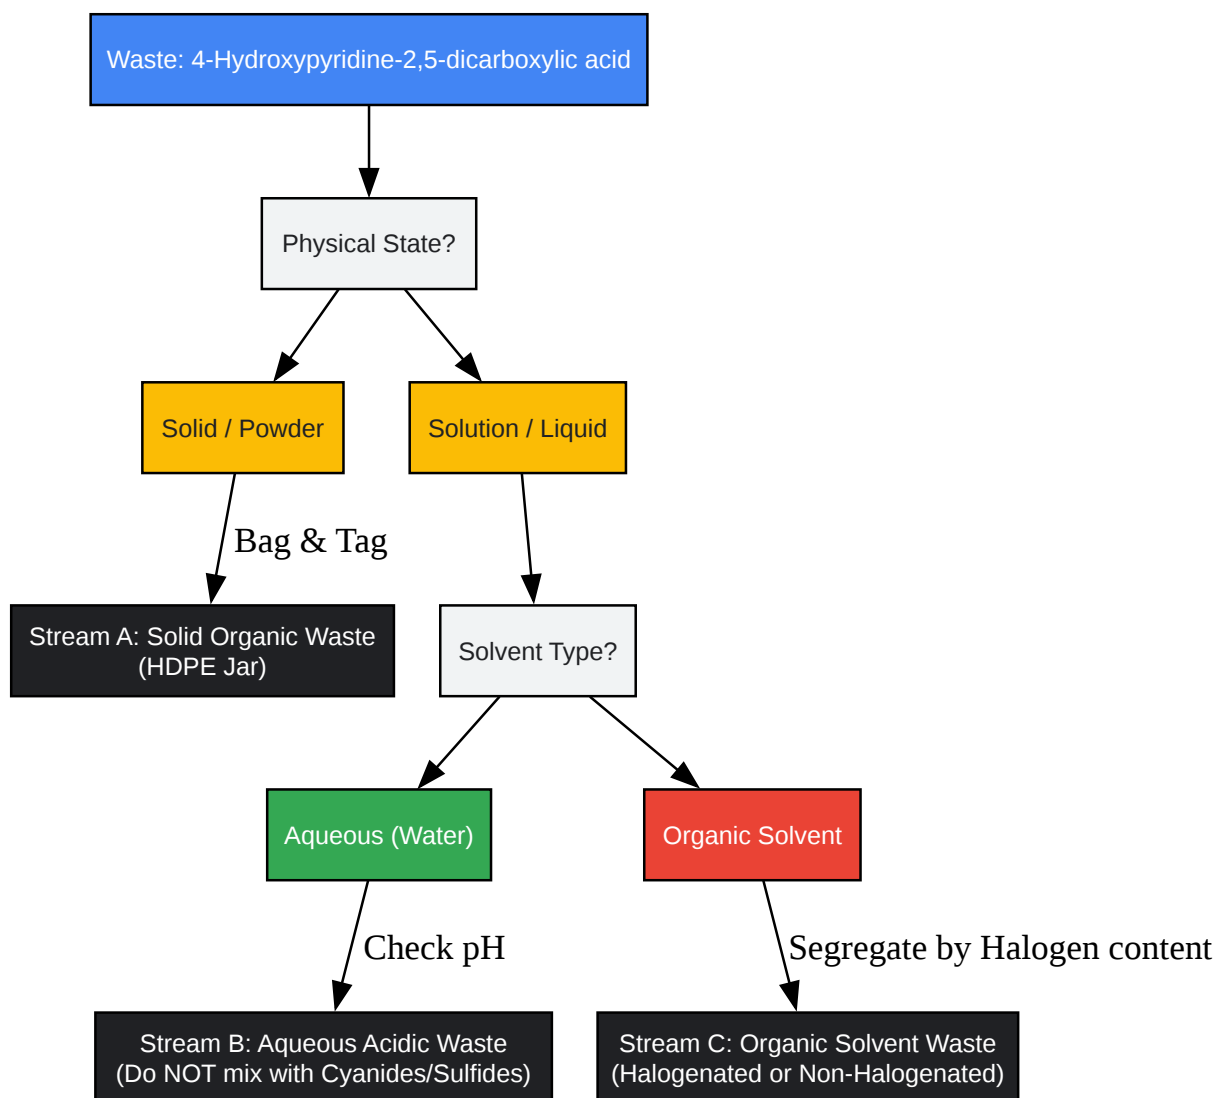 Waste: 4-Hydroxypyridine-2,5-dicarboxylic acid
Physical State?
Solid / Powder
Solution / Liquid
Bag & Tag
Stream A: Solid Organic Waste
(HDPE Jar)
Solvent Type?
Aqueous (Water)
Organic Solvent
Check pH
Segregate by Halogen content
Stream B: Aqueous Acidic Waste
(Do NOT mix with Cyanides/Sulfides)
Stream C: Organic Solvent Waste
(Halogenated or Non-Halogenated)